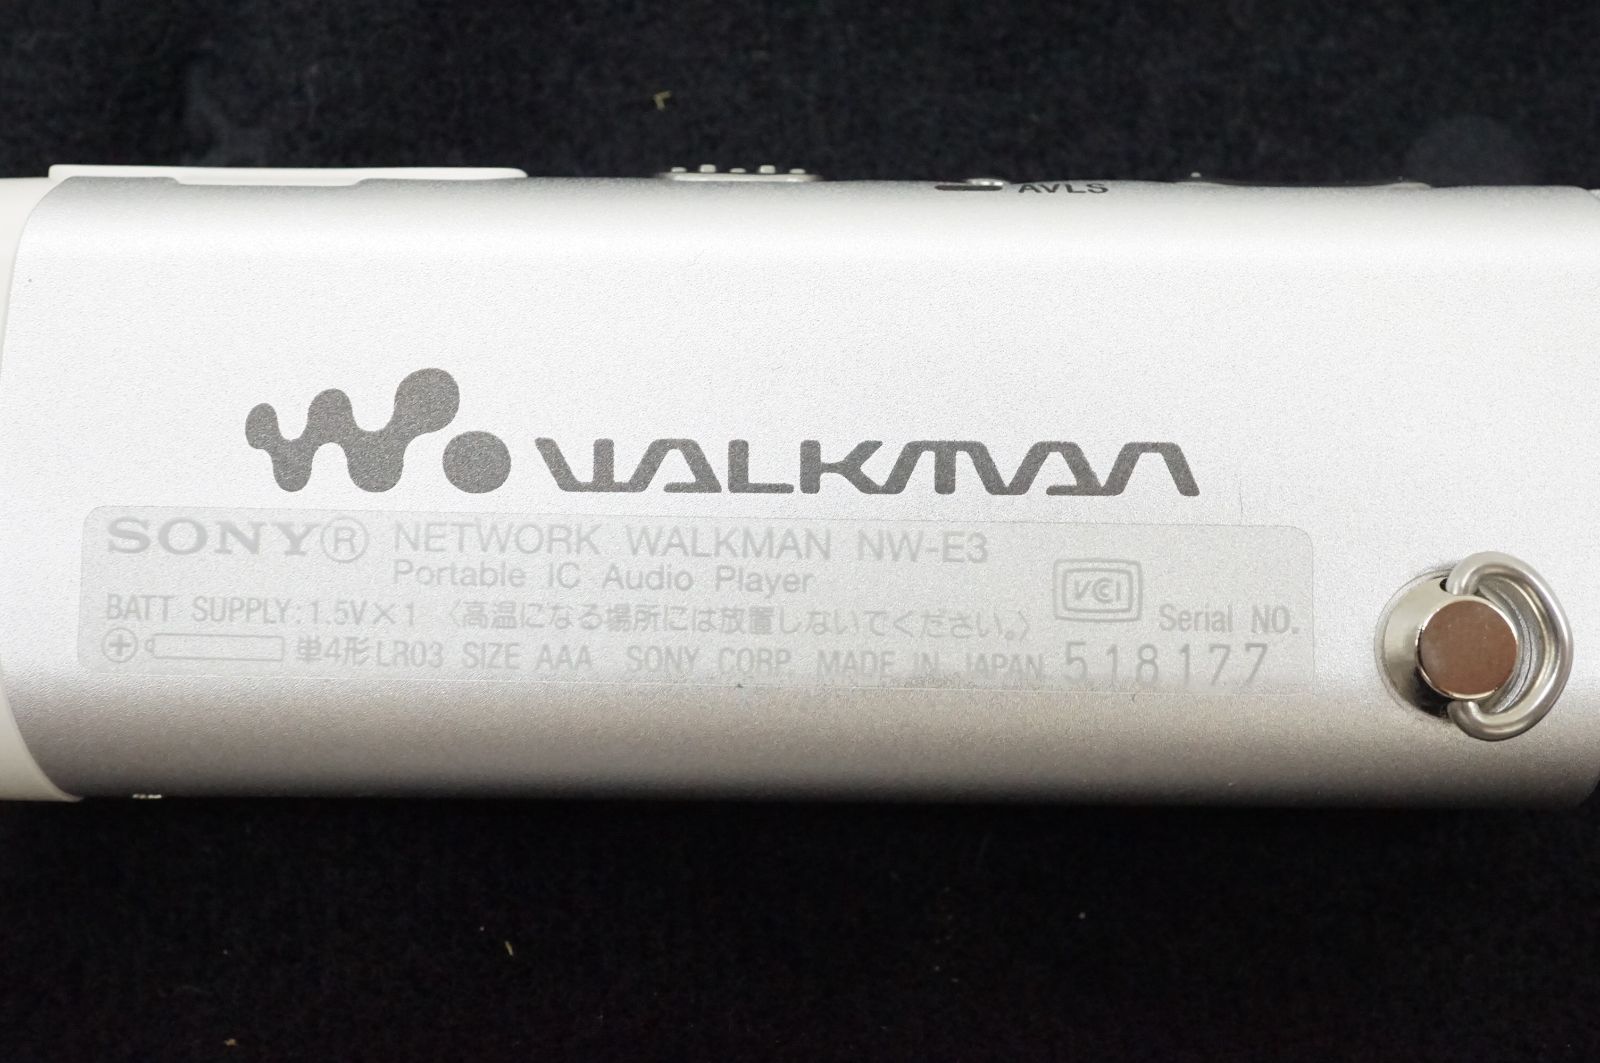 AVLS
WALKMAN
SONY® NETWORK WALKMAN NW-E3
Portable IC Audio Player
VCCI
BATT SUPPLY:1.5V×1 〈高温になる場所には放置しないでください。〉
Serial NO.
単4形 LR03 SIZE AAA SONY CORP. MADE IN JAPAN 518177